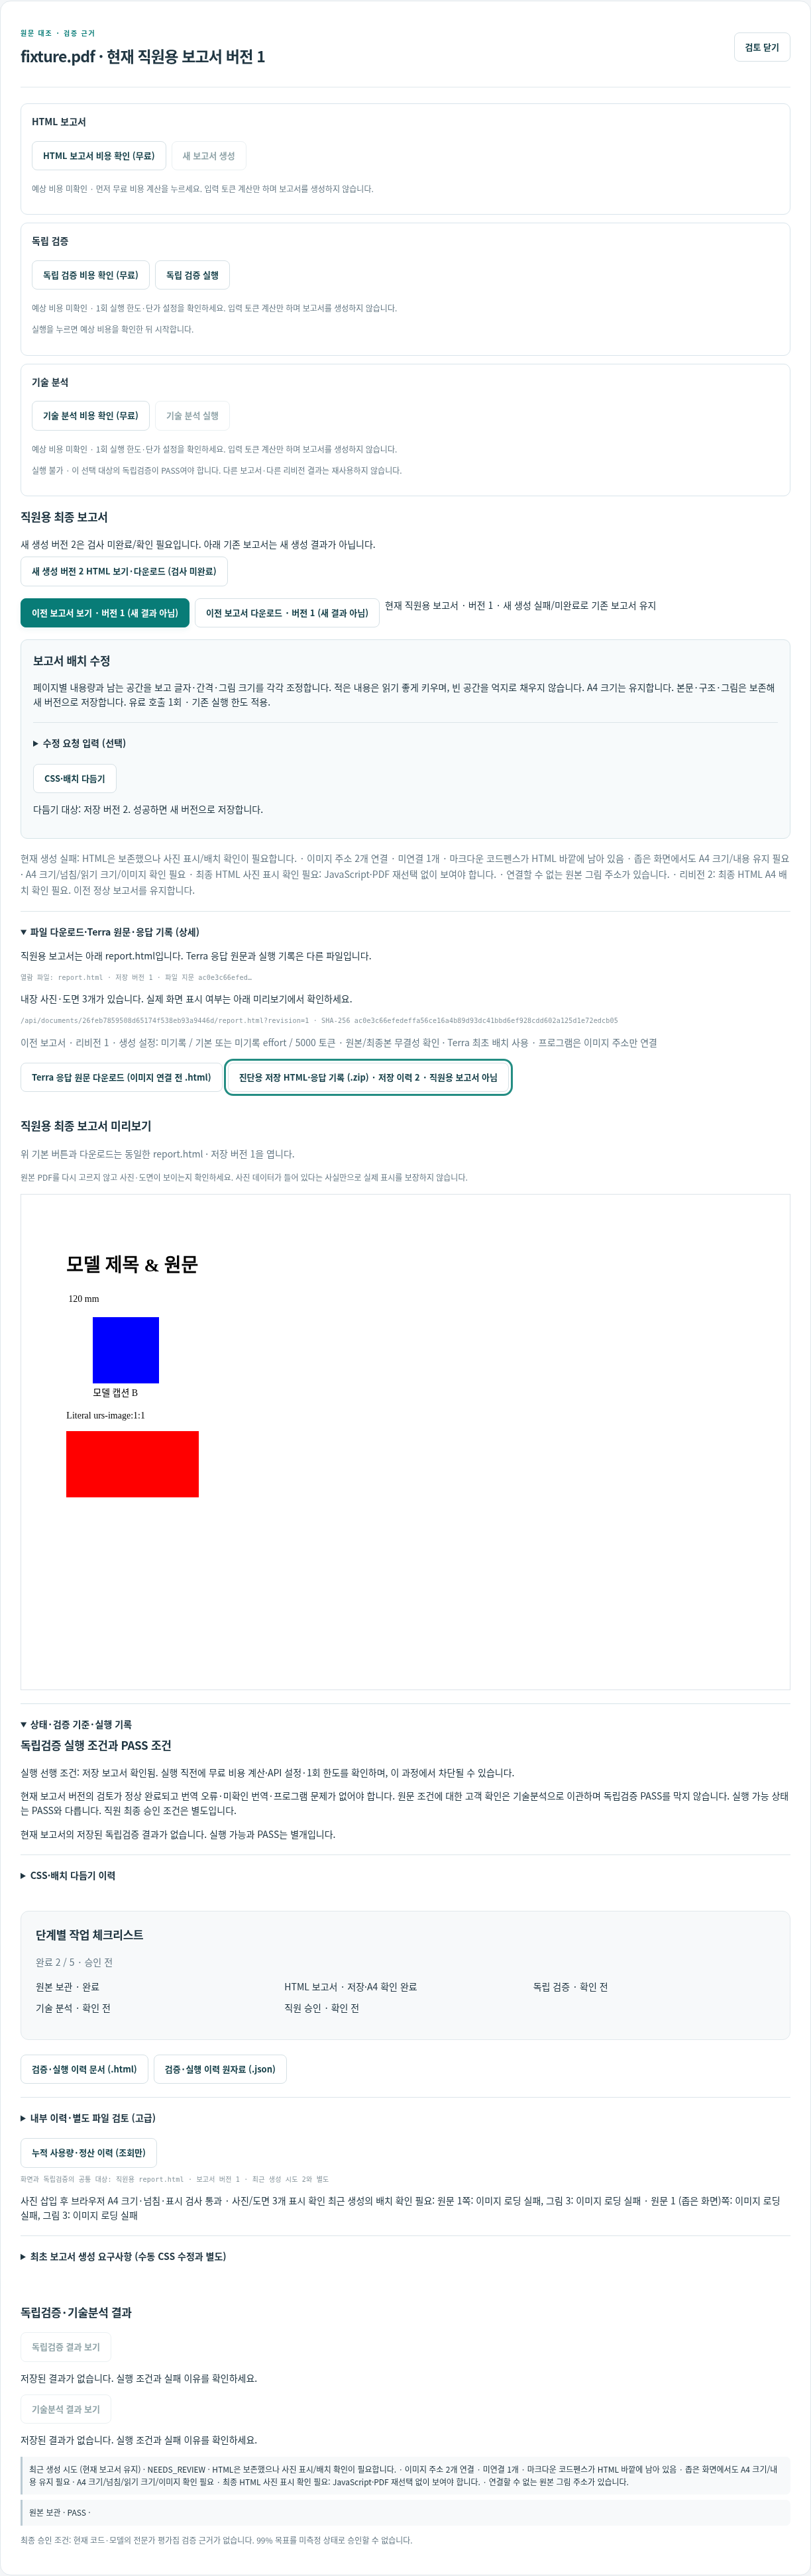 원문 대조 · 검증 근거
fixture.pdf · 현재 직원용 보고서 버전 1
검토 닫기
HTML 보고서
HTML 보고서 비용 확인 (무료)
새 보고서 생성
예상 비용 미확인 · 먼저 무료 비용 계산을 누르세요. 입력 토큰 계산만 하며 보고서를 생성하지 않습니다.
독립 검증
독립 검증 비용 확인 (무료)
독립 검증 실행
예상 비용 미확인 · 1회 실행 한도·단가 설정을 확인하세요. 입력 토큰 계산만 하며 보고서를 생성하지 않습니다.
실행을 누르면 예상 비용을 확인한 뒤 시작합니다.
기술 분석
기술 분석 비용 확인 (무료)
기술 분석 실행
예상 비용 미확인 · 1회 실행 한도·단가 설정을 확인하세요. 입력 토큰 계산만 하며 보고서를 생성하지 않습니다.
실행 불가 · 이 선택 대상의 독립검증이 PASS여야 합니다. 다른 보고서·다른 리비전 결과는 재사용하지 않습니다.
직원용 최종 보고서
새 생성 버전 2은 검사 미완료/확인 필요입니다. 아래 기존 보고서는 새 생성 결과가 아닙니다.
새 생성 버전 2 HTML 보기·다운로드 (검사 미완료)
이전 보고서 보기 · 버전 1 (새 결과 아님)
이전 보고서 다운로드 · 버전 1 (새 결과 아님)
현재 직원용 보고서 · 버전 1 · 새 생성 실패/미완료로 기존 보고서 유지
보고서 배치 수정
페이지별 내용량과 남는 공간을 보고 글자·간격·그림 크기를 각각 조정합니다. 적은 내용은 읽기 좋게 키우며, 빈 공간을 억지로 채우지 않습니다. A4 크기는 유지합니다. 본문·구조·그림은 보존해
새 버전으로 저장합니다. 유료 호출 1회 · 기존 실행 한도 적용.
▶ 수정 요청 입력 (선택)
CSS·배치 다듬기
다듬기 대상: 저장 버전 2. 성공하면 새 버전으로 저장합니다.
현재 생성 실패: HTML은 보존했으나 사진 표시/배치 확인이 필요합니다. · 이미지 주소 2개 연결 · 미연결 1개 · 마크다운 코드펜스가 HTML 바깥에 남아 있음 · 좁은 화면에서도 A4 크기/내용 유지 필요
· A4 크기/넘침/읽기 크기/이미지 확인 필요 · 최종 HTML 사진 표시 확인 필요: JavaScript·PDF 재선택 없이 보여야 합니다. · 연결할 수 없는 원본 그림 주소가 있습니다. · 리비전 2: 최종 HTML A4 배
치 확인 필요. 이전 정상 보고서를 유지합니다.
▼ 파일 다운로드·Terra 원문·응답 기록 (상세)
직원용 보고서는 아래 report.html입니다. Terra 응답 원문과 실행 기록은 다른 파일입니다.
열람 파일: report.html · 저장 버전 1 · 파일 지문 ac0e3c66efed…
내장 사진·도면 3개가 있습니다. 실제 화면 표시 여부는 아래 미리보기에서 확인하세요.
/api/documents/26feb7859508d65174f538eb93a9446d/report.html?revision=1 · SHA-256 ac0e3c66efedeffa56ce16a4b89d93dc41bbd6ef928cdd602a125d1e72edcb05
이전 보고서 · 리비전 1 · 생성 설정: 미기록 / 기본 또는 미기록 effort / 5000 토큰 · 원본/최종본 무결성 확인 · Terra 최초 배치 사용 · 프로그램은 이미지 주소만 연결
Terra 응답 원문 다운로드 (이미지 연결 전 .html)
진단용 저장 HTML·응답 기록 (.zip) · 저장 이력 2 · 직원용 보고서 아님
직원용 최종 보고서 미리보기
위 기본 버튼과 다운로드는 동일한 report.html · 저장 버전 1을 엽니다.
원본 PDF를 다시 고르지 않고 사진·도면이 보이는지 확인하세요. 사진 데이터가 들어 있다는 사실만으로 실제 표시를 보장하지 않습니다.
모델 제목 & 원문
120 mm
모델 캡션 B
Literal urs-image:1:1
▼ 상태·검증 기준·실행 기록
독립검증 실행 조건과 PASS 조건
실행 선행 조건: 저장 보고서 확인됨. 실행 직전에 무료 비용 계산·API 설정·1회 한도를 확인하며, 이 과정에서 차단될 수 있습니다.
현재 보고서 버전의 검토가 정상 완료되고 번역 오류·미확인 번역·프로그램 문제가 없어야 합니다. 원문 조건에 대한 고객 확인은 기술분석으로 이관하며 독립검증 PASS를 막지 않습니다. 실행 가능 상태
는 PASS와 다릅니다. 직원 최종 승인 조건은 별도입니다.
현재 보고서의 저장된 독립검증 결과가 없습니다. 실행 가능과 PASS는 별개입니다.
▶ CSS·배치 다듬기 이력
단계별 작업 체크리스트
완료 2 / 5 · 승인 전
원본 보관 · 완료
HTML 보고서 · 저장·A4 확인 완료
독립 검증 · 확인 전
기술 분석 · 확인 전
직원 승인 · 확인 전
검증·실행 이력 문서 (.html)
검증·실행 이력 원자료 (.json)
▶ 내부 이력·별도 파일 검토 (고급)
누적 사용량·정산 이력 (조회만)
화면과 독립검증의 공통 대상: 직원용 report.html · 보고서 버전 1 · 최근 생성 시도 2와 별도
사진 삽입 후 브라우저 A4 크기·넘침·표시 검사 통과 · 사진/도면 3개 표시 확인 최근 생성의 배치 확인 필요: 원문 1쪽: 이미지 로딩 실패, 그림 3: 이미지 로딩 실패 · 원문 1 (좁은 화면)쪽: 이미지 로딩
실패, 그림 3: 이미지 로딩 실패
▶ 최초 보고서 생성 요구사항 (수동 CSS 수정과 별도)
독립검증·기술분석 결과
독립검증 결과 보기
저장된 결과가 없습니다. 실행 조건과 실패 이유를 확인하세요.
기술분석 결과 보기
저장된 결과가 없습니다. 실행 조건과 실패 이유를 확인하세요.
최근 생성 시도 (현재 보고서 유지) · NEEDS_REVIEW · HTML은 보존했으나 사진 표시/배치 확인이 필요합니다. · 이미지 주소 2개 연결 · 미연결 1개 · 마크다운 코드펜스가 HTML 바깥에 남아 있음 · 좁은 화면에서도 A4 크기/내
용 유지 필요 · A4 크기/넘침/읽기 크기/이미지 확인 필요 · 최종 HTML 사진 표시 확인 필요: JavaScript·PDF 재선택 없이 보여야 합니다. · 연결할 수 없는 원본 그림 주소가 있습니다.
원본 보관 · PASS ·
최종 승인 조건: 현재 코드·모델의 전문가 평가집 검증 근거가 없습니다. 99% 목표를 미측정 상태로 승인할 수 없습니다.